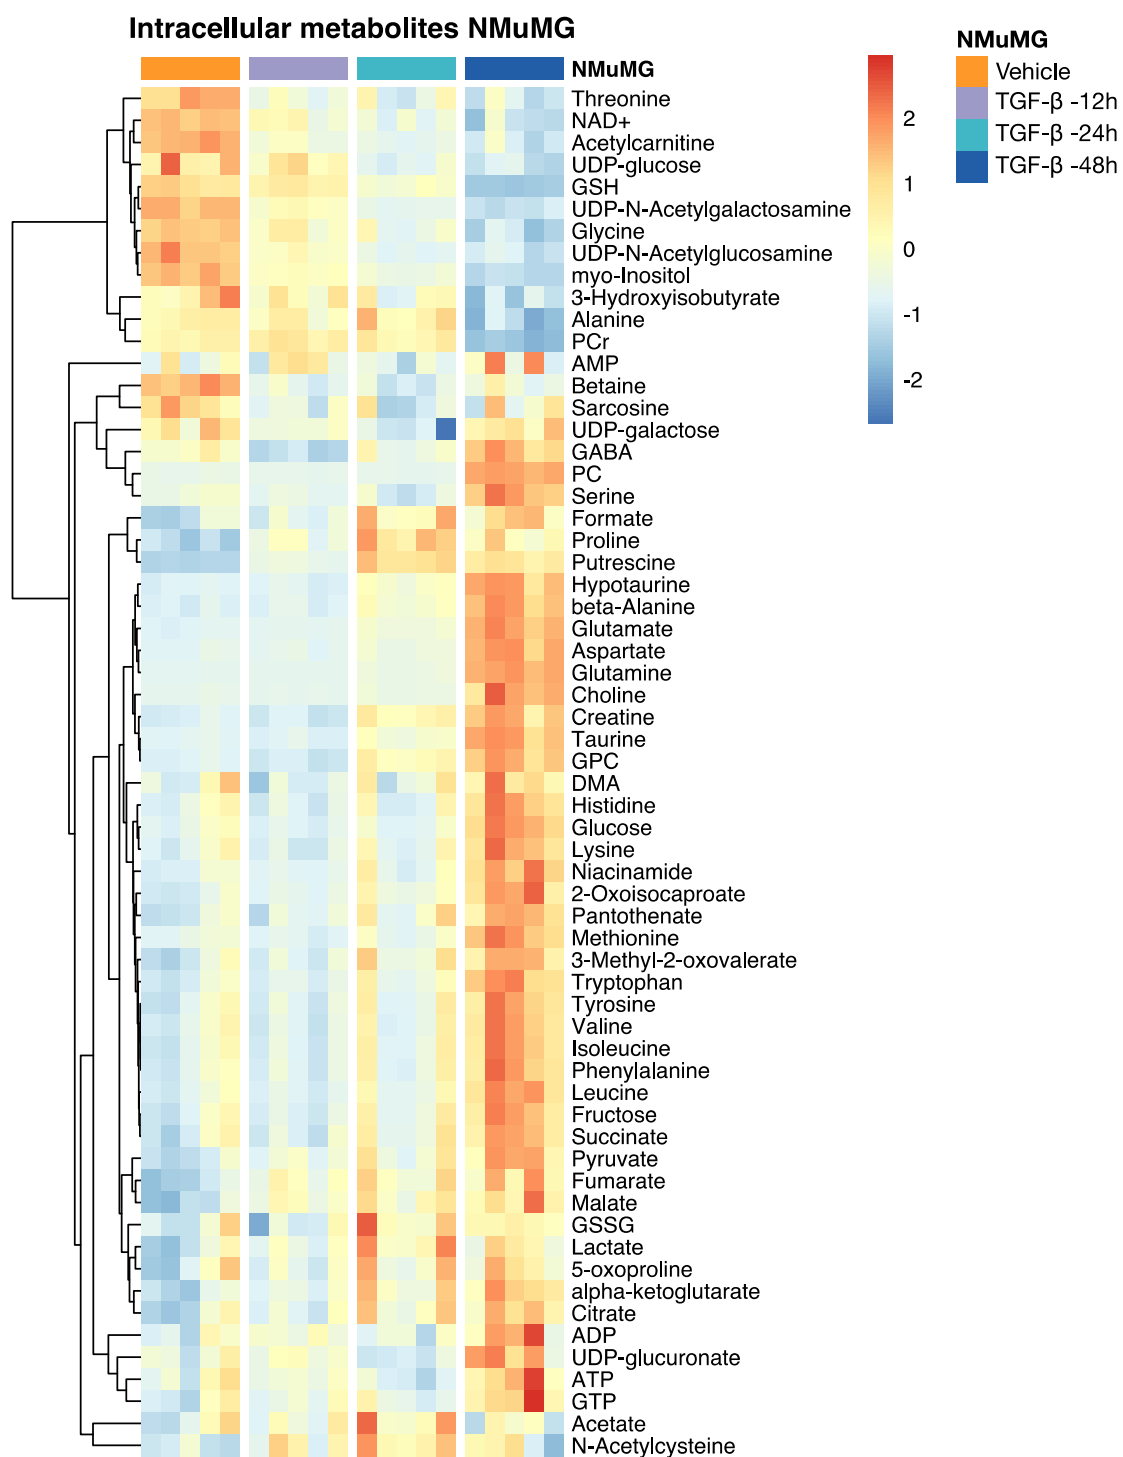 Intracellular metabolites NMuMG
NMuMG
Threonine
NAD+
Acetylcarnitine
UDP-glucose
GSH
UDP-N-Acetylgalactosamine
Glycine
UDP-N-Acetylglucosamine
myo-Inositol
3-Hydroxyisobutyrate
Alanine
PCr
AMP
Betaine
Sarcosine
UDP-galactose
GABA
PC
Serine
Formate
Proline
Putrescine
Hypotaurine
beta-Alanine
Glutamate
Aspartate
Glutamine
Choline
Creatine
Taurine
GPC
DMA
Histidine
Glucose
Lysine
Niacinamide
2-Oxoisocaproate
Pantothenate
Methionine
3-Methyl-2-oxovalerate
Tryptophan
Tyrosine
Valine
Isoleucine
Phenylalanine
Leucine
Fructose
Succinate
Pyruvate
Fumarate
Malate
GSSG
Lactate
5-oxoproline
alpha-ketoglutarate
Citrate
ADP
UDP-glucuronate
ATP
GTP
Acetate
N-Acetylcysteine
2
1
0
-1
-2
NMuMG
Vehicle
TGF-β -12h
TGF-β -24h
TGF-β -48h